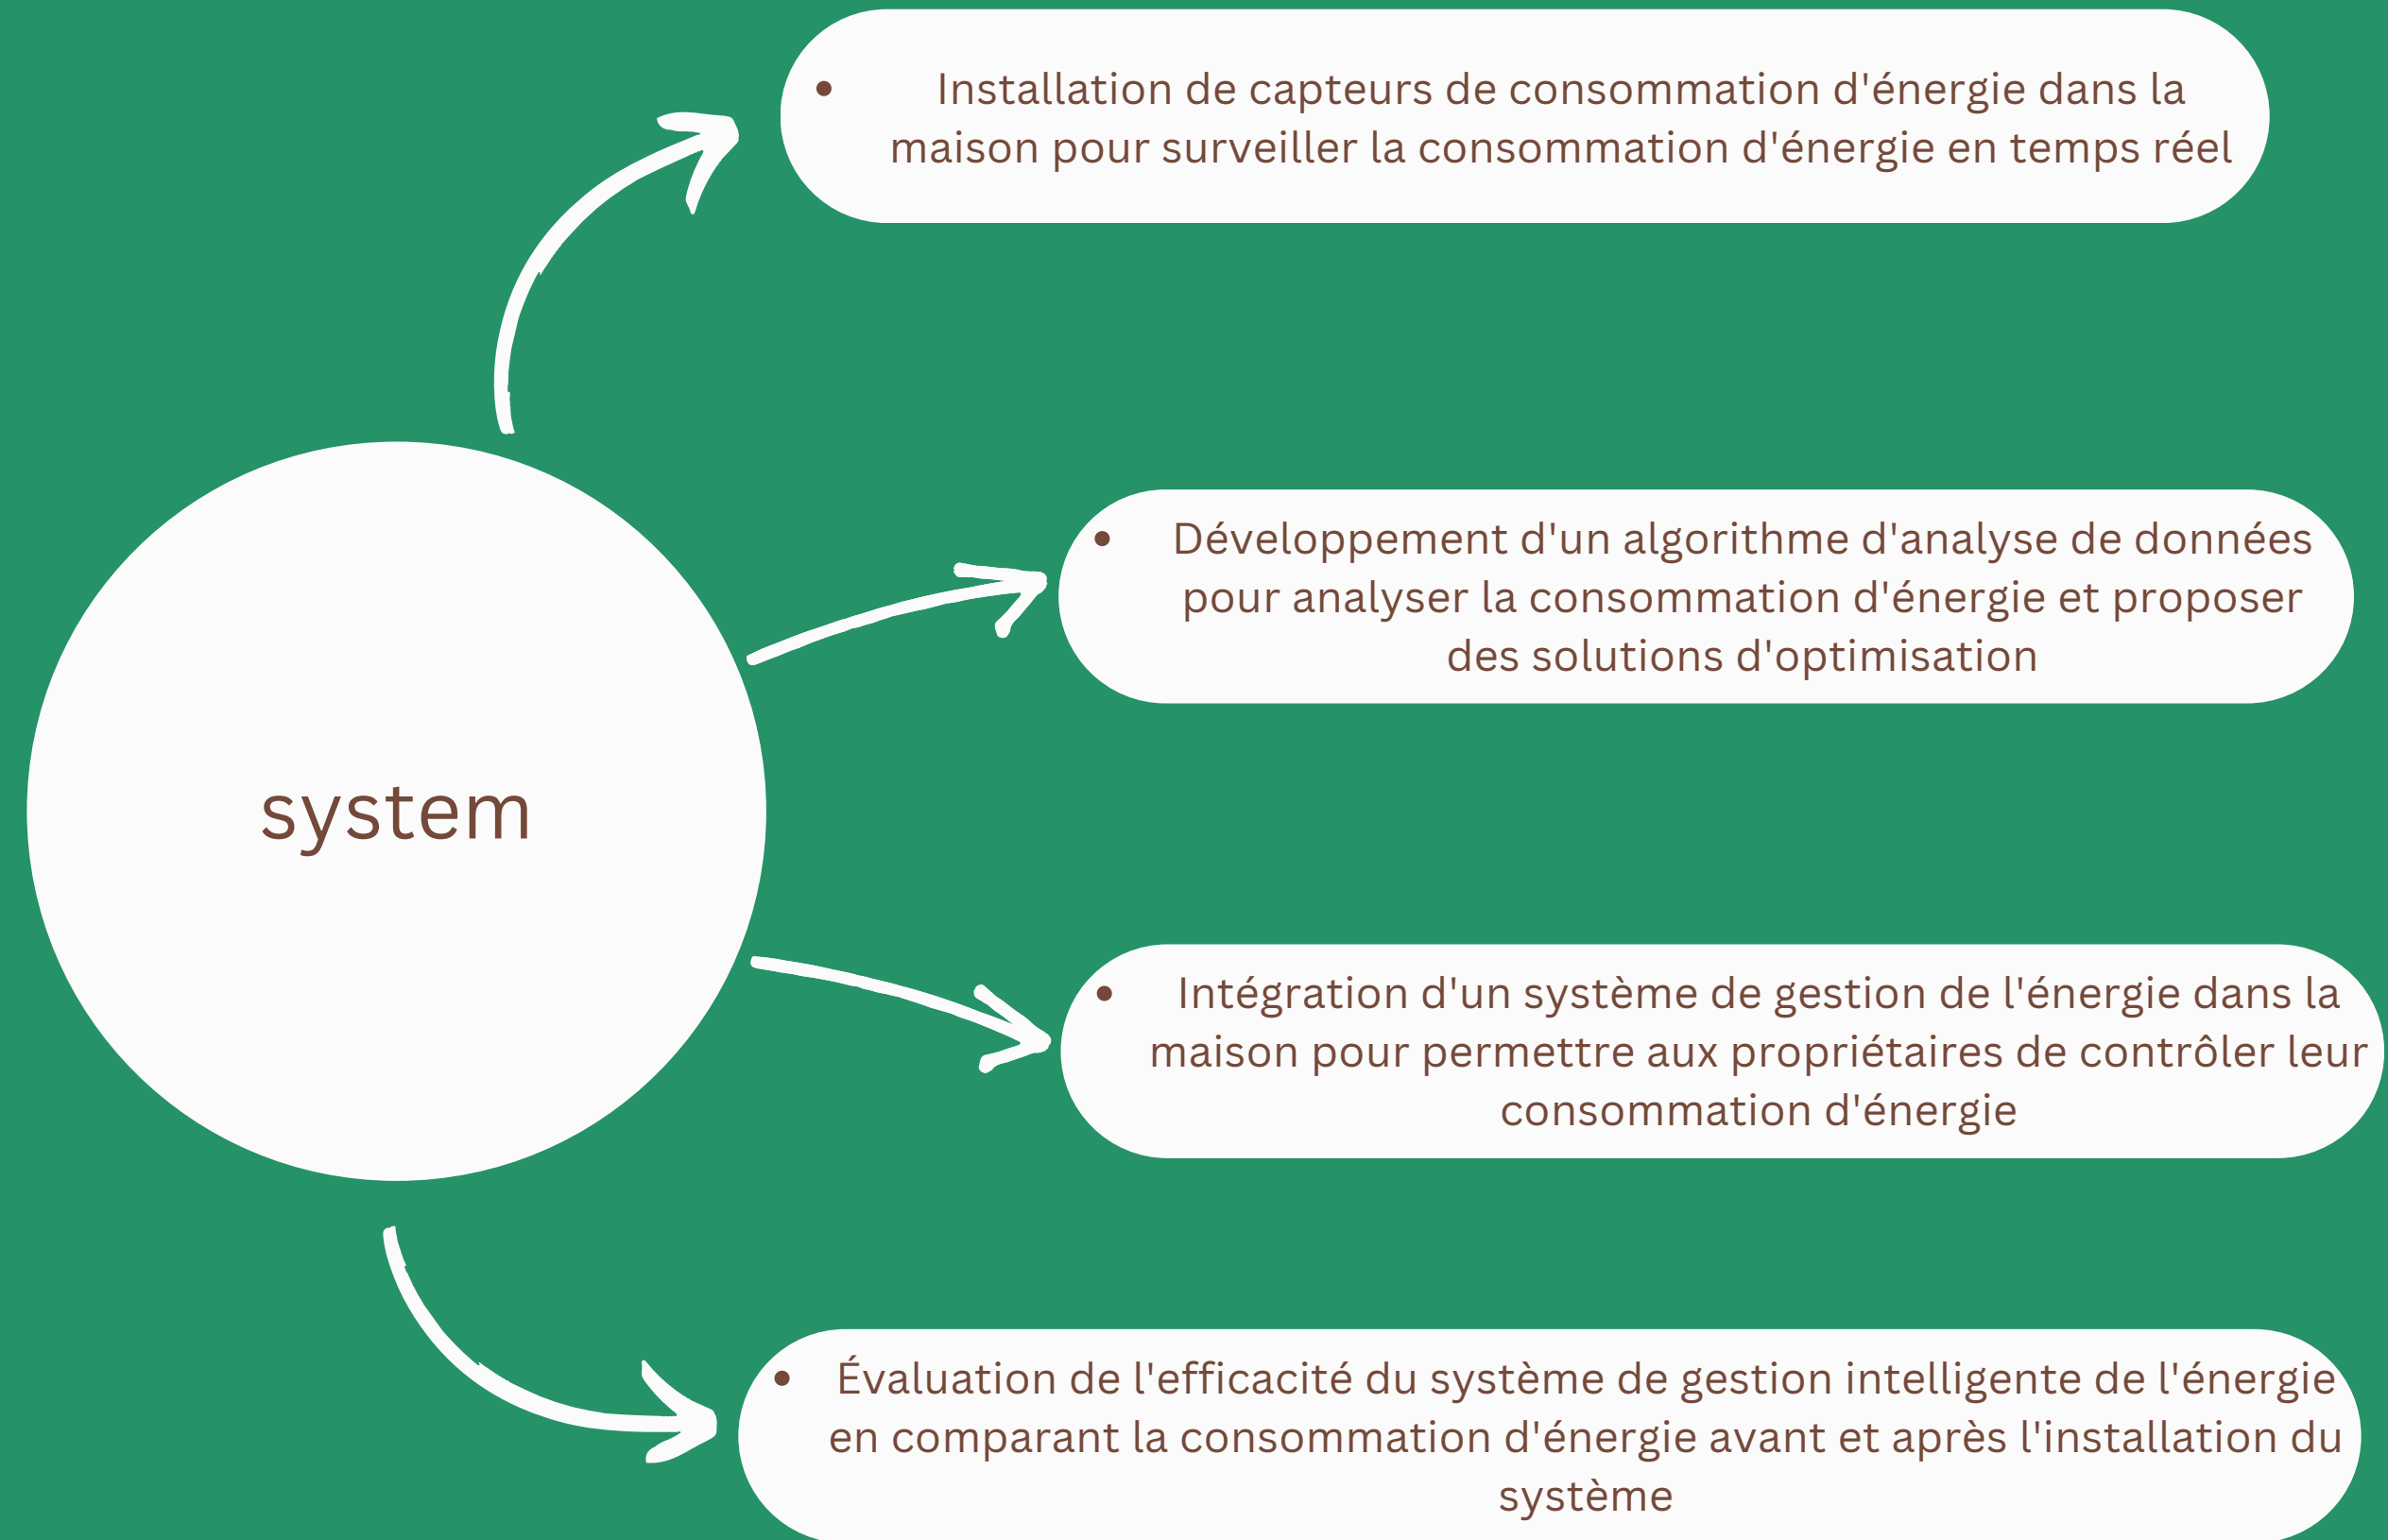 • Installation de capteurs de consommation d'énergie dans la
maison pour surveiller la consommation d'énergie en temps réel
• Développement d'un algorithme d'analyse de données
pour analyser la consommation d'énergie et proposer
des solutions d'optimisation
system
• Intégration d'un système de gestion de l'énergie dans la
maison pour permettre aux propriétaires de contrôler leur
consommation d'énergie
• Évaluation de l'efficacité du système de gestion intelligente de l'énergie
en comparant la consommation d'énergie avant et après l'installation du
système